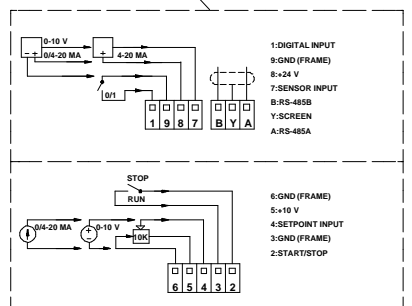 0-10 V
- +
+
0/4-20 MA
4-20 MA
0/1
1 9 8 7
B Y A
1:DIGITAL INPUT
9:GND (FRAME)
8:+24 V
7:SENSOR INPUT
B:RS-485B
Y:SCREEN
A:RS-485A
STOP
RUN
0/4-20 MA
+
-
0-10 V
10K
6 5 4 3 2
6:GND (FRAME)
5:+10 V
4:SETPOINT INPUT
3:GND (FRAME)
2:START/STOP